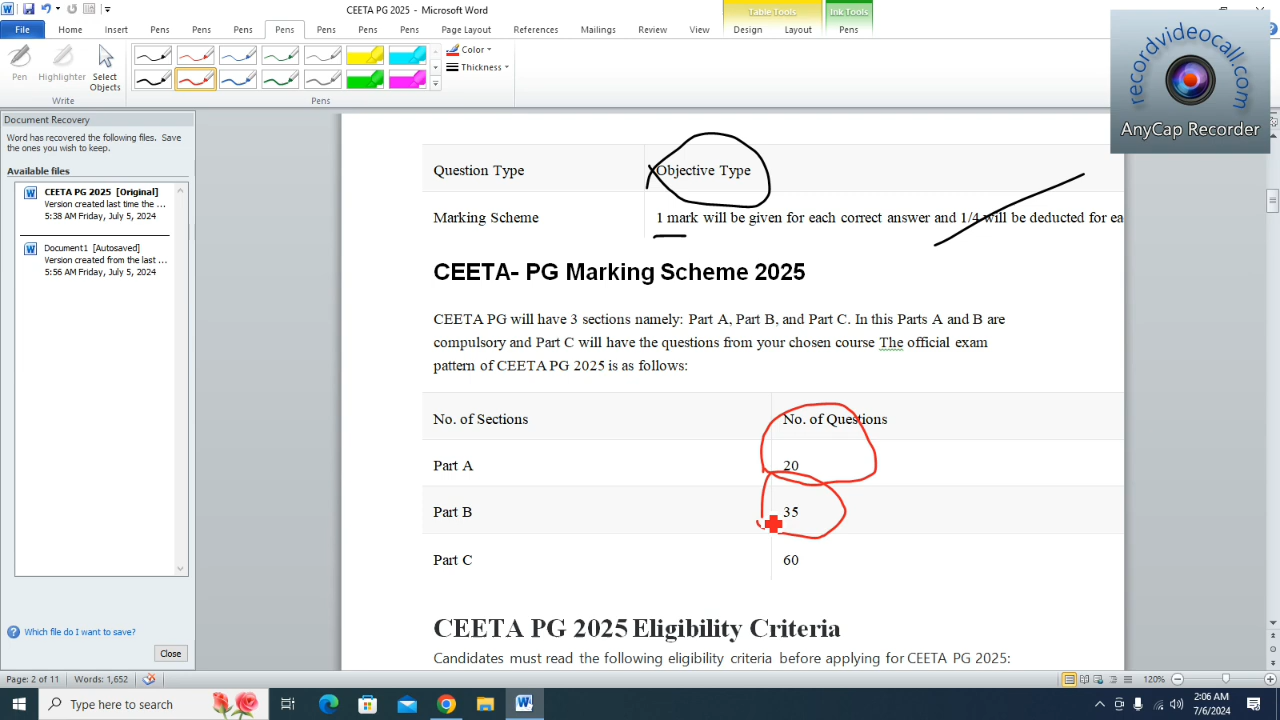 CEETA PG 2025 - Microsoft Word
Table Tools
Ink Tools
File
Home
Insert
Pens
Pens
Pens
Pens
Pens
Pens
Pens
Page Layout
References
Mailings
Review
View
Design
Layout
Pens
Pen
Highlighter
Select Objects
Color
Thickness
Write
Pens
recordvideocall.com
AnyCap Recorder
Document Recovery
Word has recovered the following files. Save
the ones you wish to keep.
Available files
CEETA PG 2025 [Original]
Version created last time the ...
5:38 AM Friday, July 5, 2024
Document1 [Autosaved]
Version created from the last ...
5:56 AM Friday, July 5, 2024
Which file do I want to save?
Close
Question Type
Objective Type
Marking Scheme
1 mark will be given for each correct answer and 1/4 will be deducted for ea
CEETA- PG Marking Scheme 2025
CEETA PG will have 3 sections namely: Part A, Part B, and Part C. In this Parts A and B are
compulsory and Part C will have the questions from your chosen course The official exam
pattern of CEETA PG 2025 is as follows:
No. of Sections
No. of Questions
Part A
20
Part B
35
Part C
60
CEETA PG 2025 Eligibility Criteria
Candidates must read the following eligibility criteria before applying for CEETA PG 2025:
Page: 2 of 11
Words: 1,652
120%
Type here to search
2:06 AM
7/6/2024